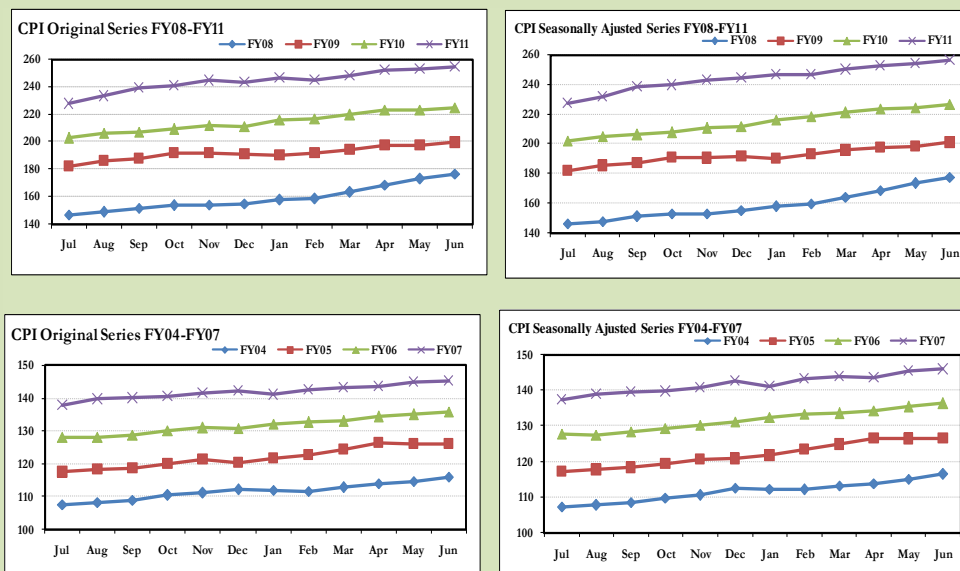 CPI Original Series FY08-FY11
FY08 FY09 FY10 FY11
260
240
220
200
180
160
140
Jul Aug Sep Oct Nov Dec Jan Feb Mar Apr May Jun
CPI Seasonally Ajusted Series FY08-FY11
FY08 FY09 FY10 FY11
260
240
220
200
180
160
140
Jul Aug Sep Oct Nov Dec Jan Feb Mar Apr May Jun
CPI Original Series FY04-FY07
FY04 FY05 FY06 FY07
150
140
130
120
110
100
Jul Aug Sep Oct Nov Dec Jan Feb Mar Apr May Jun
CPI Seasonally Ajusted Series FY04-FY07
FY04 FY05 FY06 FY07
150
140
130
120
110
100
Jul Aug Sep Oct Nov Dec Jan Feb Mar Apr May Jun